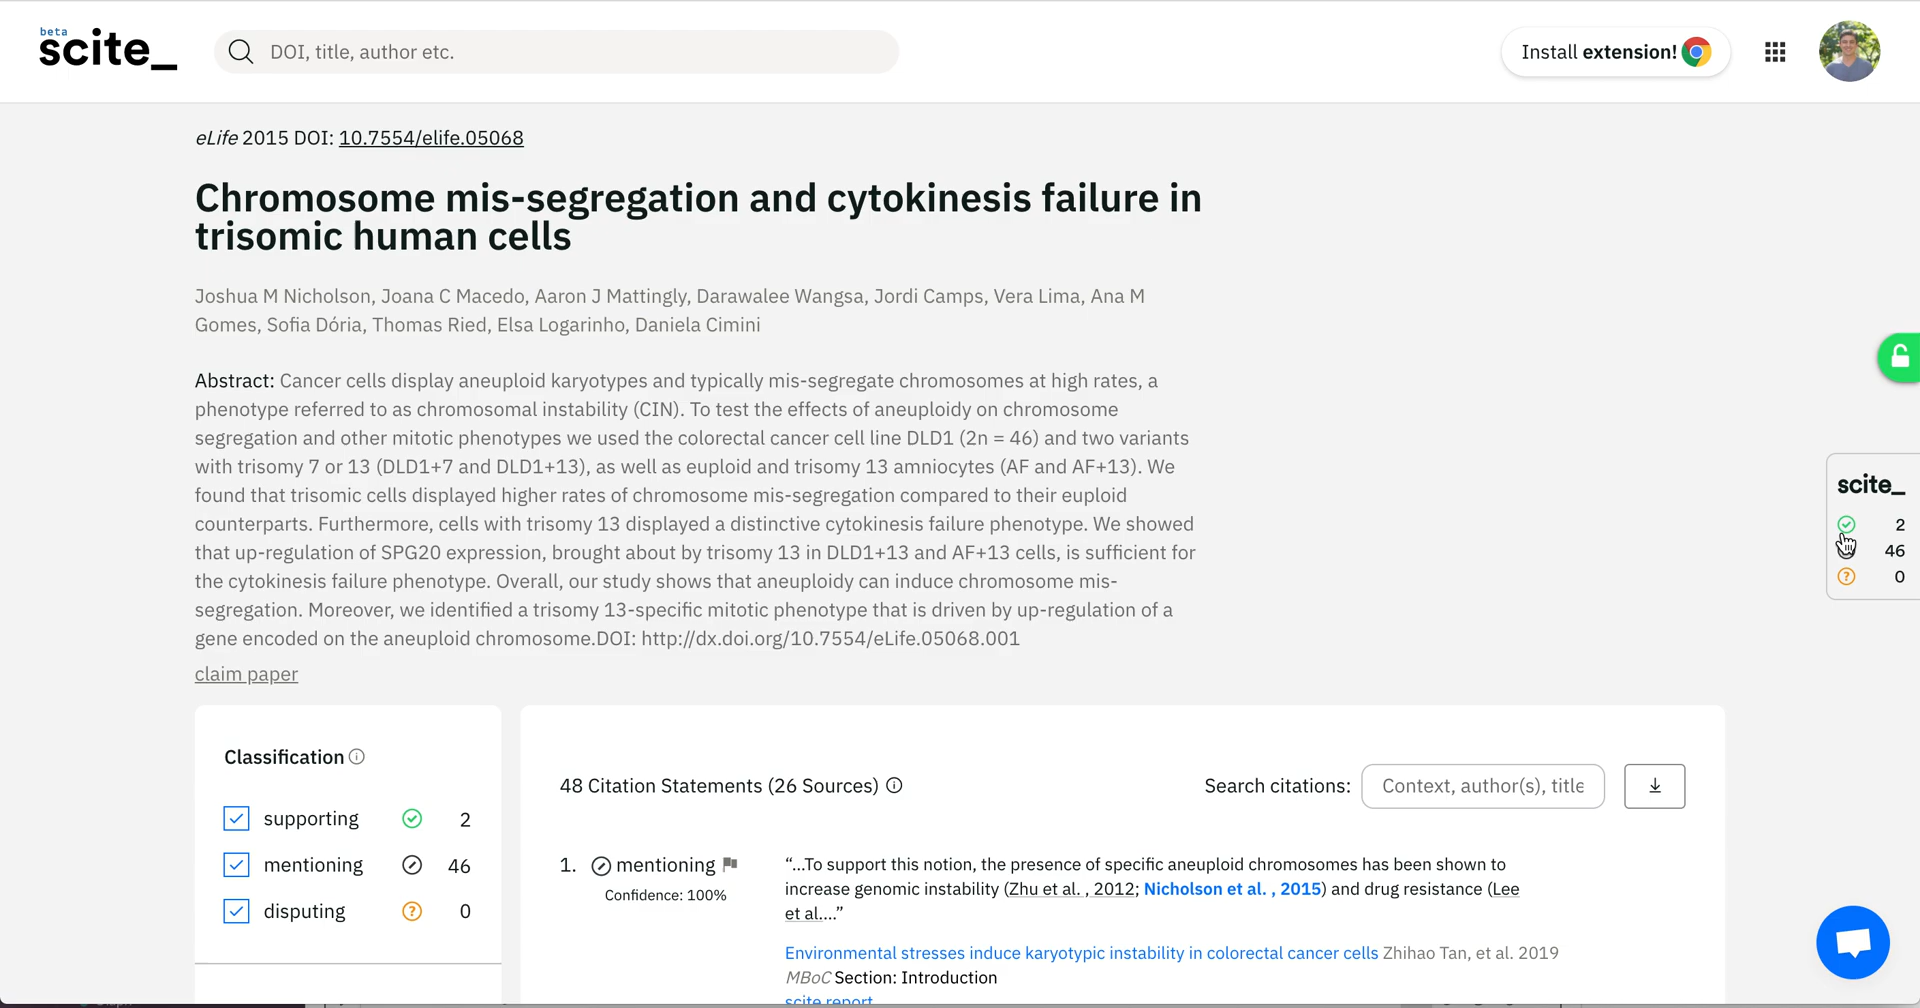 beta
scite_
DOI, title, author etc.
Install extension!
eLife 2015 DOI: 10.7554/elife.05068
Chromosome mis-segregation and cytokinesis failure in
trisomic human cells
Joshua M Nicholson, Joana C Macedo, Aaron J Mattingly, Darawalee Wangsa, Jordi Camps, Vera Lima, Ana M
Gomes, Sofia Dória, Thomas Ried, Elsa Logarinho, Daniela Cimini
Abstract: Cancer cells display aneuploid karyotypes and typically mis-segregate chromosomes at high rates, a
phenotype referred to as chromosomal instability (CIN). To test the effects of aneuploidy on chromosome
segregation and other mitotic phenotypes we used the colorectal cancer cell line DLD1 (2n = 46) and two variants
with trisomy 7 or 13 (DLD1+7 and DLD1+13), as well as euploid and trisomy 13 amniocytes (AF and AF+13). We
found that trisomic cells displayed higher rates of chromosome mis-segregation compared to their euploid
counterparts. Furthermore, cells with trisomy 13 displayed a distinctive cytokinesis failure phenotype. We showed
that up-regulation of SPG20 expression, brought about by trisomy 13 in DLD1+13 and AF+13 cells, is sufficient for
the cytokinesis failure phenotype. Overall, our study shows that aneuploidy can induce chromosome mis-
segregation. Moreover, we identified a trisomy 13-specific mitotic phenotype that is driven by up-regulation of a
gene encoded on the aneuploid chromosome.DOI: http://dx.doi.org/10.7554/eLife.05068.001
claim paper
scite_
2
46
? 0
Classification
supporting 2
mentioning 46
disputing ? 0
48 Citation Statements (26 Sources)
Search citations: Context, author(s), title
1. mentioning
Confidence: 100%
“...To support this notion, the presence of specific aneuploid chromosomes has been shown to
increase genomic instability (Zhu et al. , 2012; Nicholson et al. , 2015) and drug resistance (Lee
et al....”
Environmental stresses induce karyotypic instability in colorectal cancer cells Zhihao Tan, et al. 2019
MBoC Section: Introduction
scite report